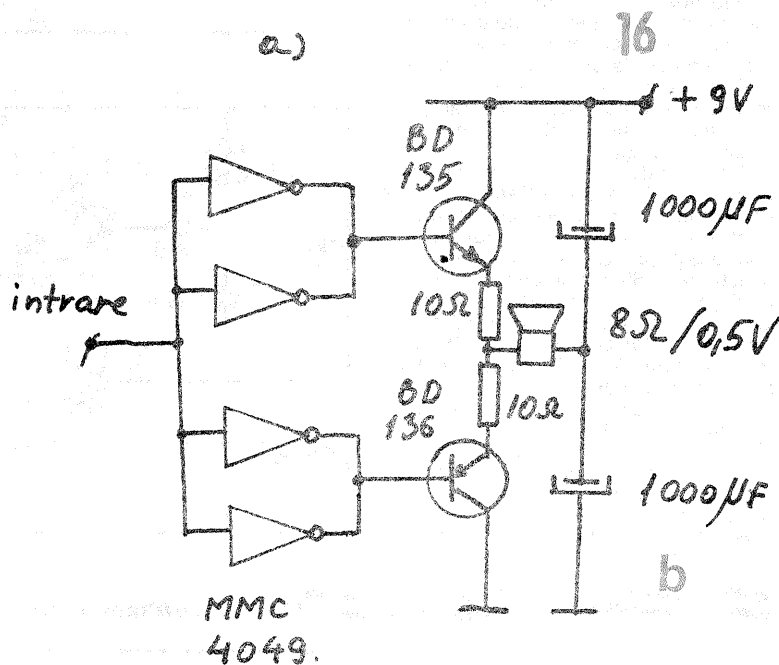 a)
16
+ 9V
BD
135
1000µF
intrare
10Ω
8Ω/0,5V
BD
136
10Ω
1000µF
b
MMC
4049.